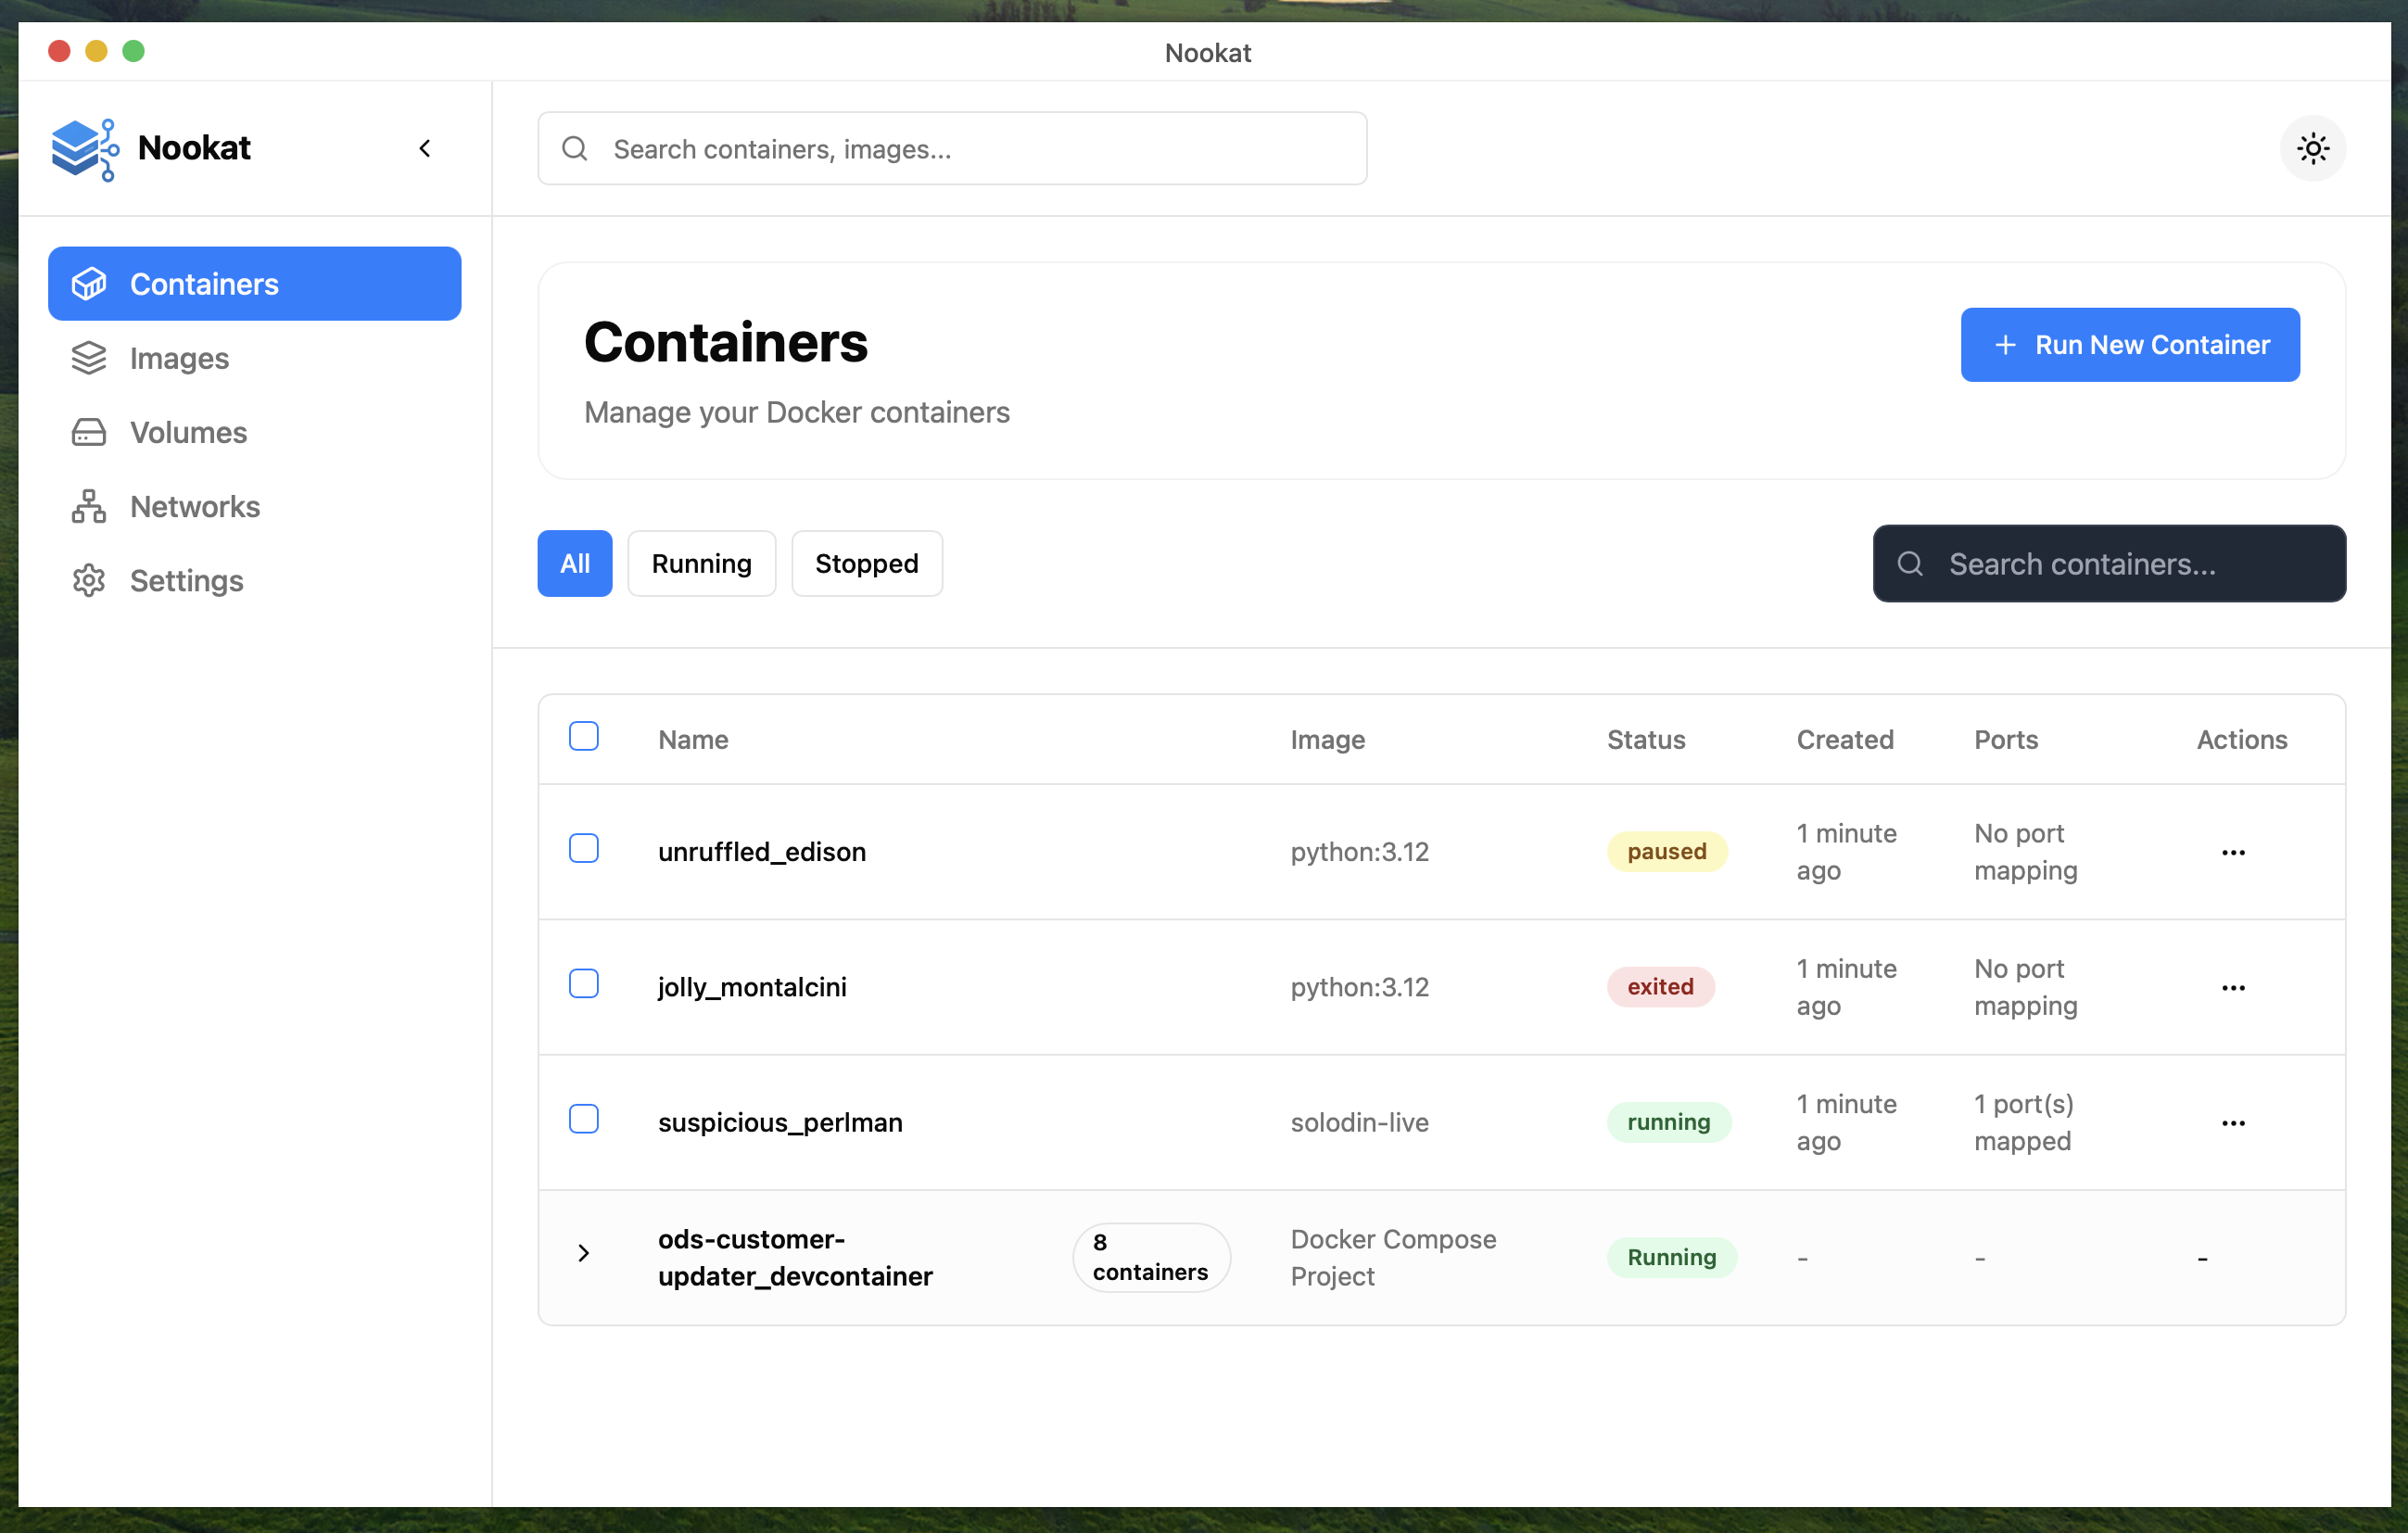 Nookat
Nookat
Search containers, images...
Containers
Images
Volumes
Networks
Settings
Containers
Manage your Docker containers
Run New Container
All
Running
Stopped
Search containers...
Name
Image
Status
Created
Ports
Actions
unruffled_edison
python:3.12
paused
1 minute
ago
No port
mapping
jolly_montalcini
python:3.12
exited
1 minute
ago
No port
mapping
suspicious_perlman
solodin-live
running
1 minute
ago
1 port(s)
mapped
ods-customer-
updater_devcontainer
8
containers
Docker Compose
Project
Running
-
-
-